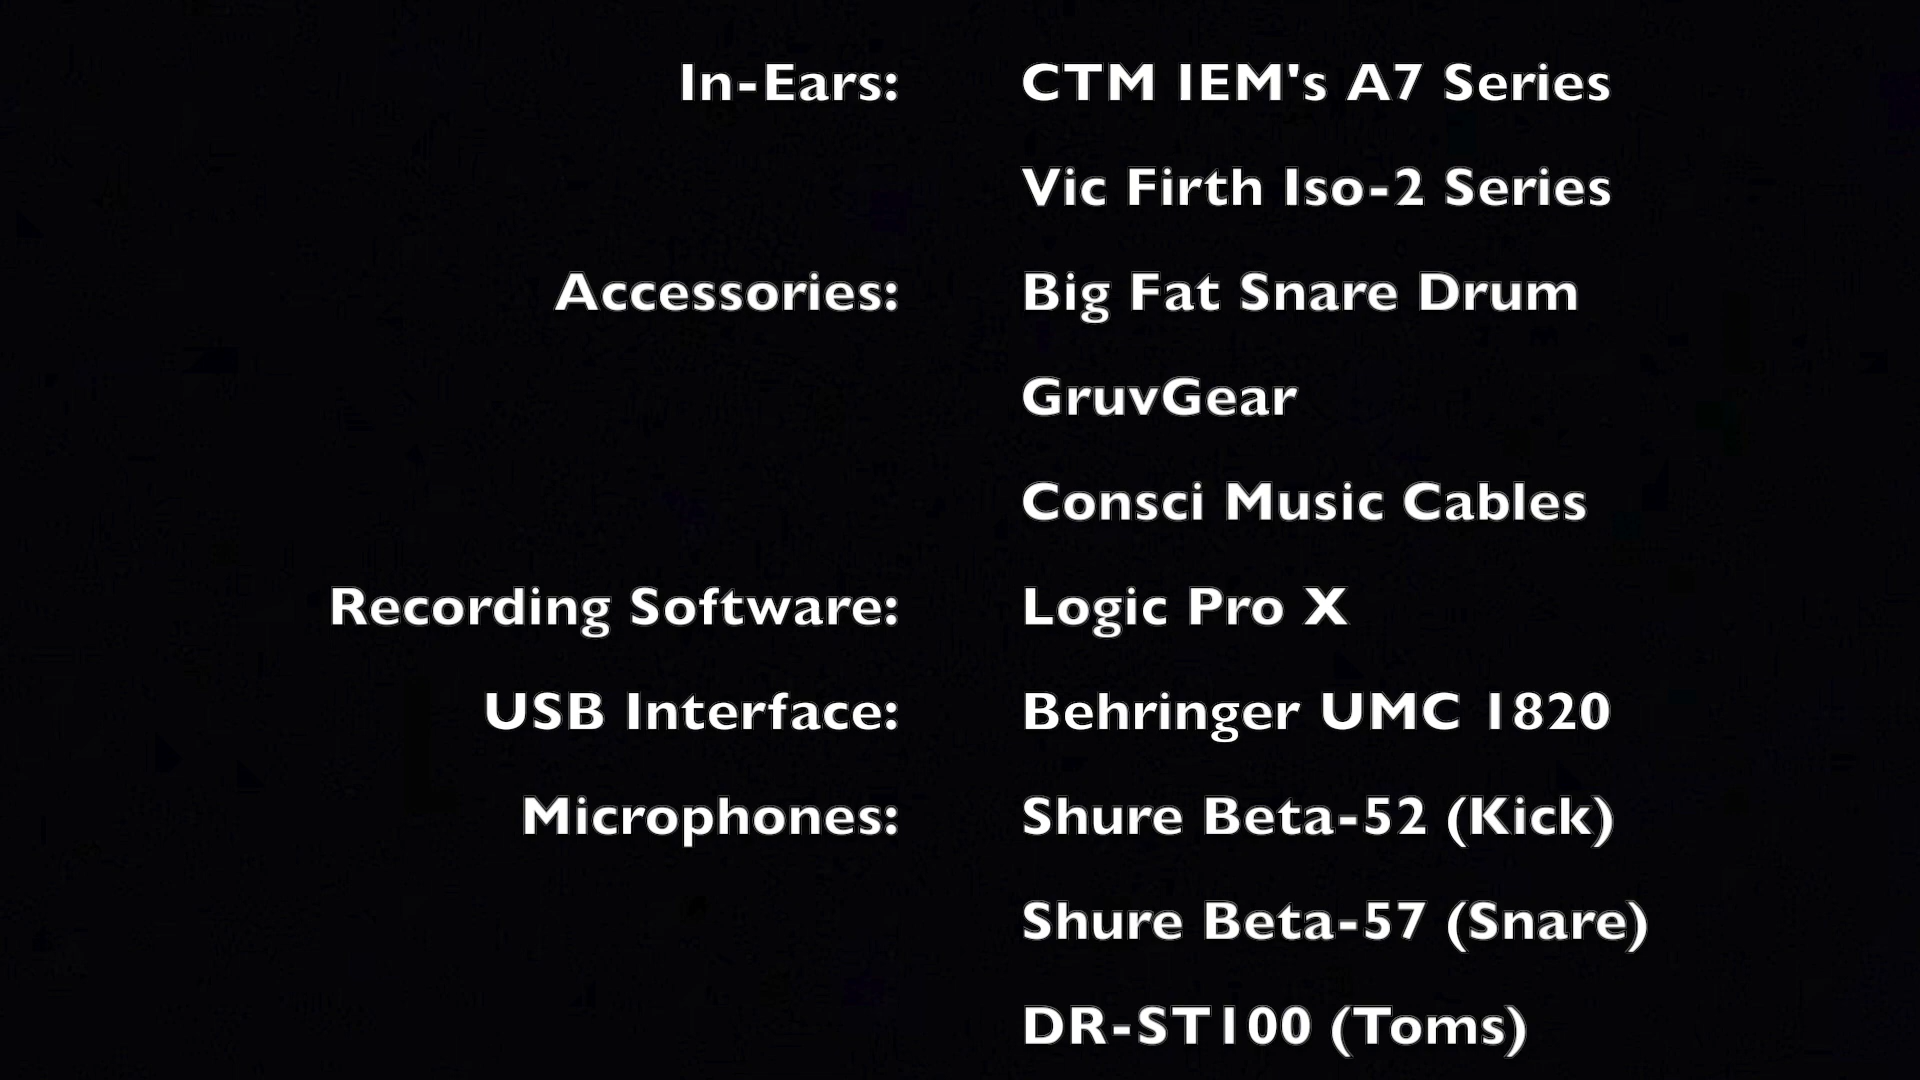 In-Ears: CTM IEM's A7 Series
Vic Firth Iso-2 Series
Accessories: Big Fat Snare Drum
GruvGear
Consci Music Cables
Recording Software: Logic Pro X
USB Interface: Behringer UMC 1820
Microphones: Shure Beta-52 (Kick)
Shure Beta-57 (Snare)
DR-ST100 (Toms)